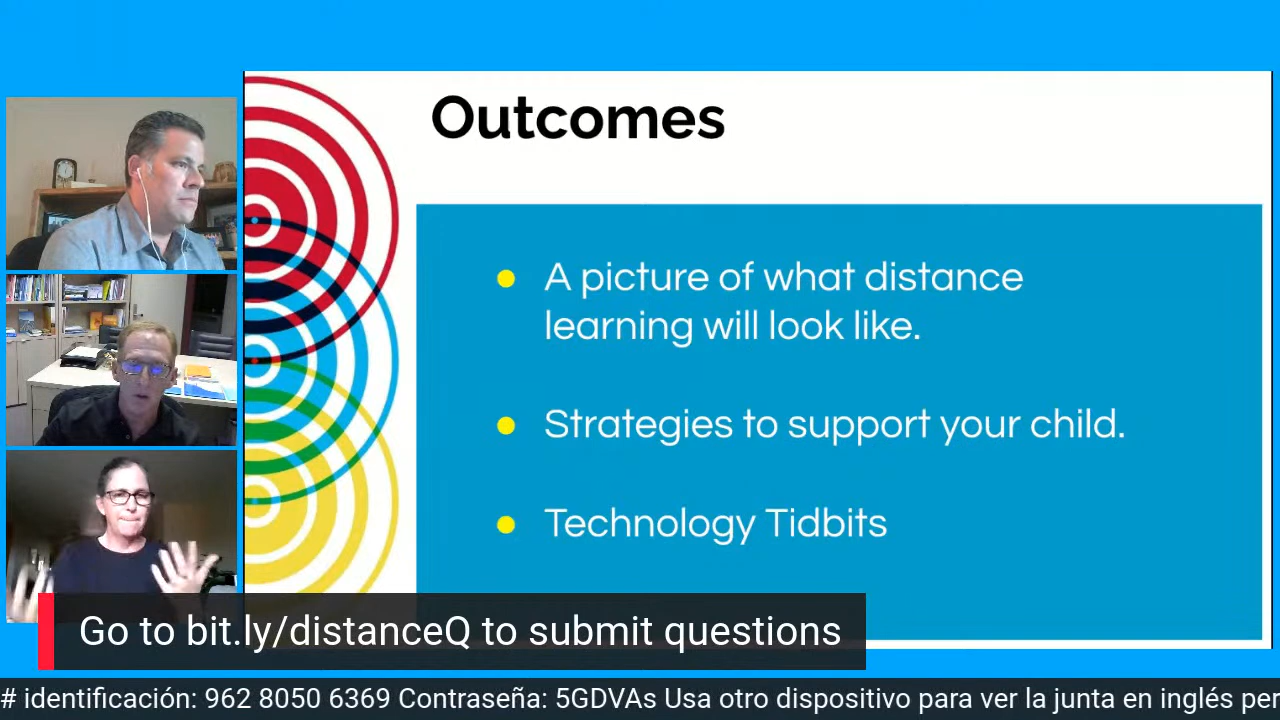 Outcomes
A picture of what distance
learning will look like.
Strategies to support your child.
Technology Tidbits
Go to bit.ly/distanceQ to submit questions
# identificación: 962 8050 6369 Contraseña: 5GDVAs Usa otro dispositivo para ver la junta en inglés per